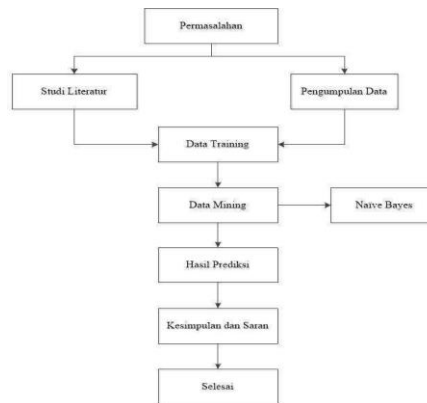 Permasalahan
Studi Literatur
Pengumpulan Data
Data Training
Data Mining
Naïve Bayes
Hasil Prediksi
Kesimpulan dan Saran
Selesai